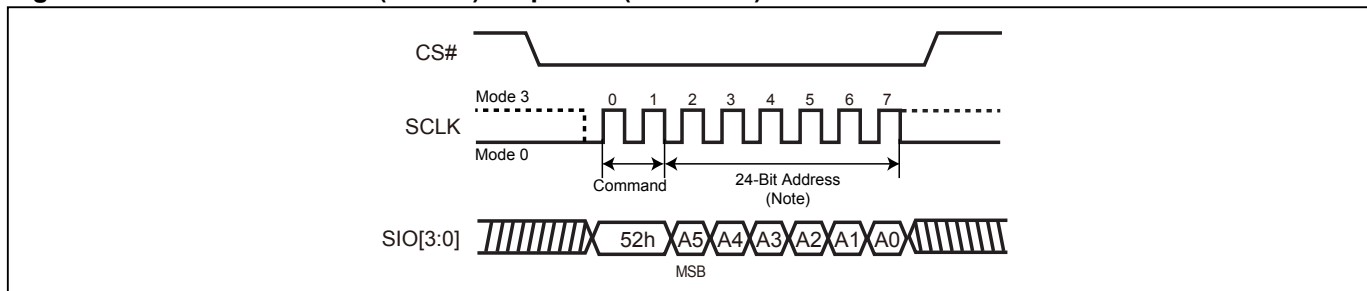 CS#
Mode 3
0 1 2 3 4 5 6 7
SCLK
Mode 0
Command
24-Bit Address
(Note)
SIO[3:0]
52h A5 A4 A3 A2 A1 A0
MSB